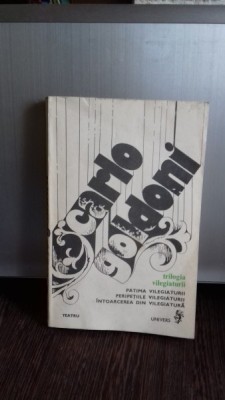 carlo
goldoni
trilogia
vilegiaturii
PATIMA VILEGIATURII
PERIPEȚIILE VILEGIATURII
ÎNTOARCEREA DIN VILEGIATURĂ
TEATRU
UNIVERS